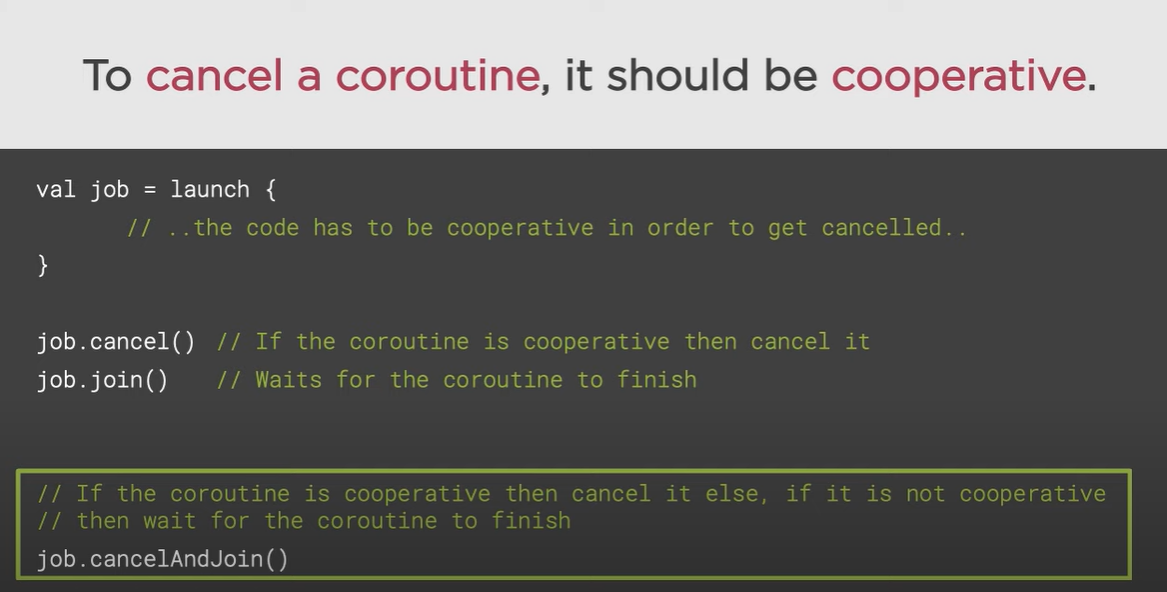 To cancel a coroutine, it should be cooperative.
val job = launch {
// ..the code has to be cooperative in order to get cancelled..
}
job.cancel() // If the coroutine is cooperative then cancel it
job.join() // Waits for the coroutine to finish
// If the coroutine is cooperative then cancel it else, if it is not cooperative
// then wait for the coroutine to finish
job.cancelAndJoin()